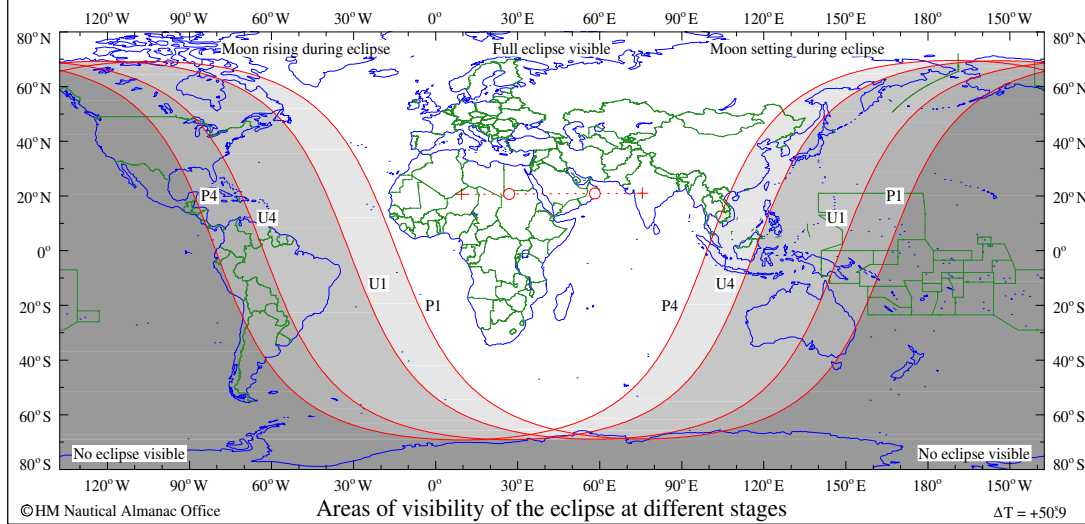 120° W 90° W 60° W 30° W 0° 30° E 60° E 90° E 120° E 150° E 180° 150° W
80° N Moon rising during eclipse Full eclipse visible Moon setting during eclipse 80° N
60° N 60° N
40° N 40° N
20° N P4 U4 U1 P1 20° N
0° 0°
20° S U1 P1 P4 U4 20° S
40° S 40° S
60° S 60° S
No eclipse visible No eclipse visible
80° S 80° S
120° W 90° W 60° W 30° W 0° 30° E 60° E 90° E 120° E 150° E 180° 150° W
©HM Nautical Almanac Office Areas of visibility of the eclipse at different stages ΔT = +50ˢ.9